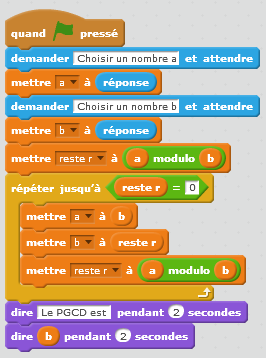 quand pressé
demander Choisir un nombre a et attendre
mettre a à réponse
demander Choisir un nombre b et attendre
mettre b à réponse
mettre reste r à a modulo b
répéter jusqu'à reste r = 0
mettre a à b
mettre b à reste r
mettre reste r à a modulo b
dire Le PGCD est pendant 2 secondes
dire b pendant 2 secondes